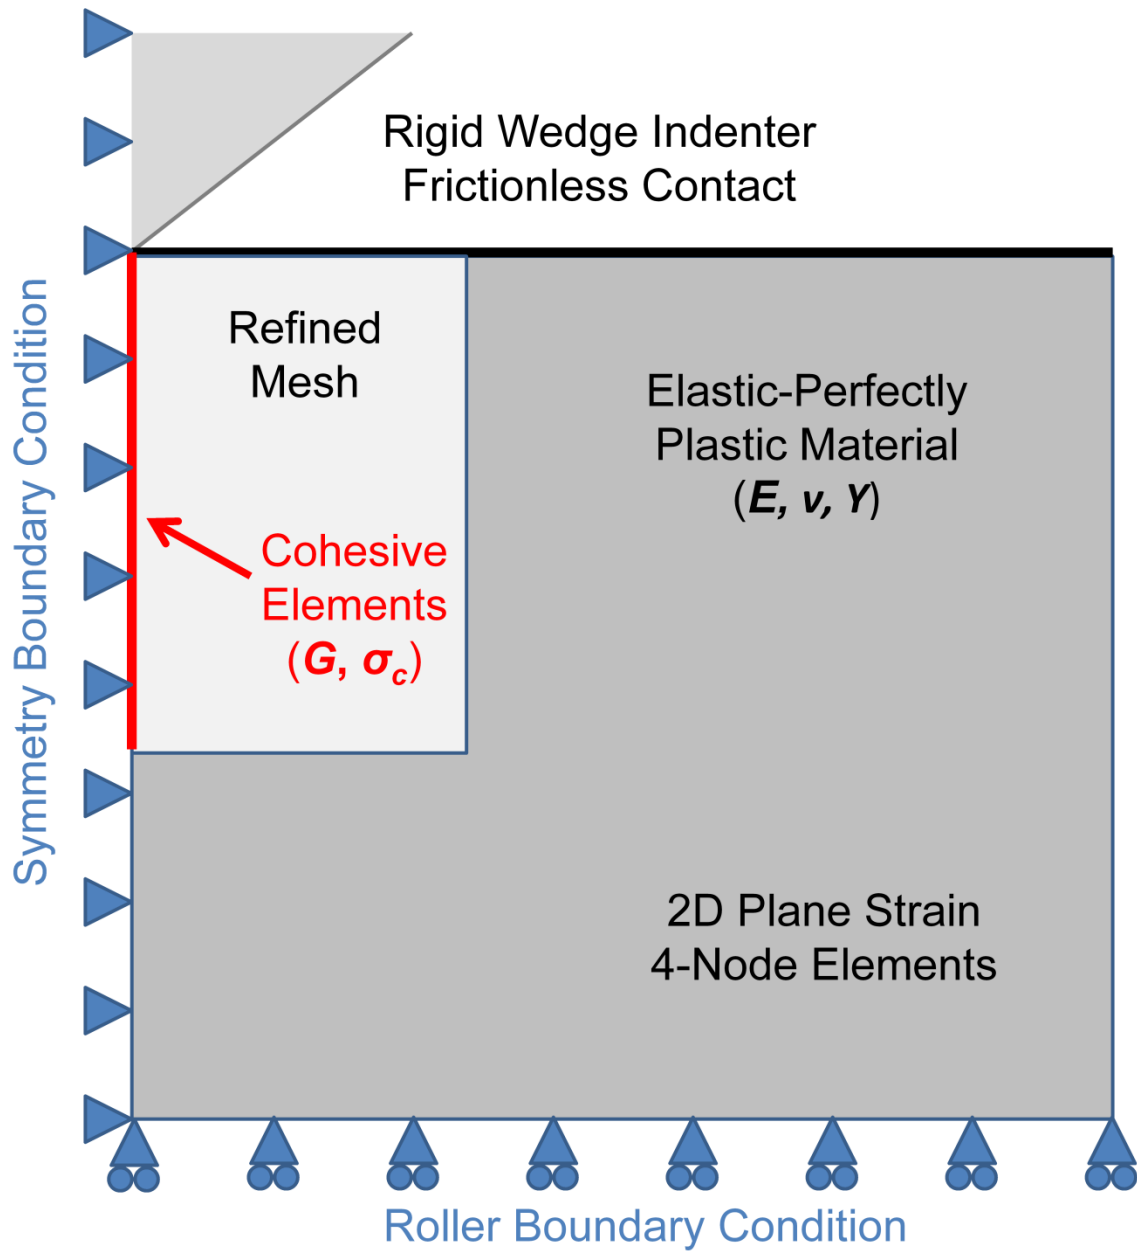 Rigid Wedge Indenter
Frictionless Contact
Symmetry Boundary Condition
Refined
Mesh
Elastic-Perfectly
Plastic Material
(E, ν, Y)
Cohesive
Elements
(G, σc)
2D Plane Strain
4-Node Elements
Roller Boundary Condition